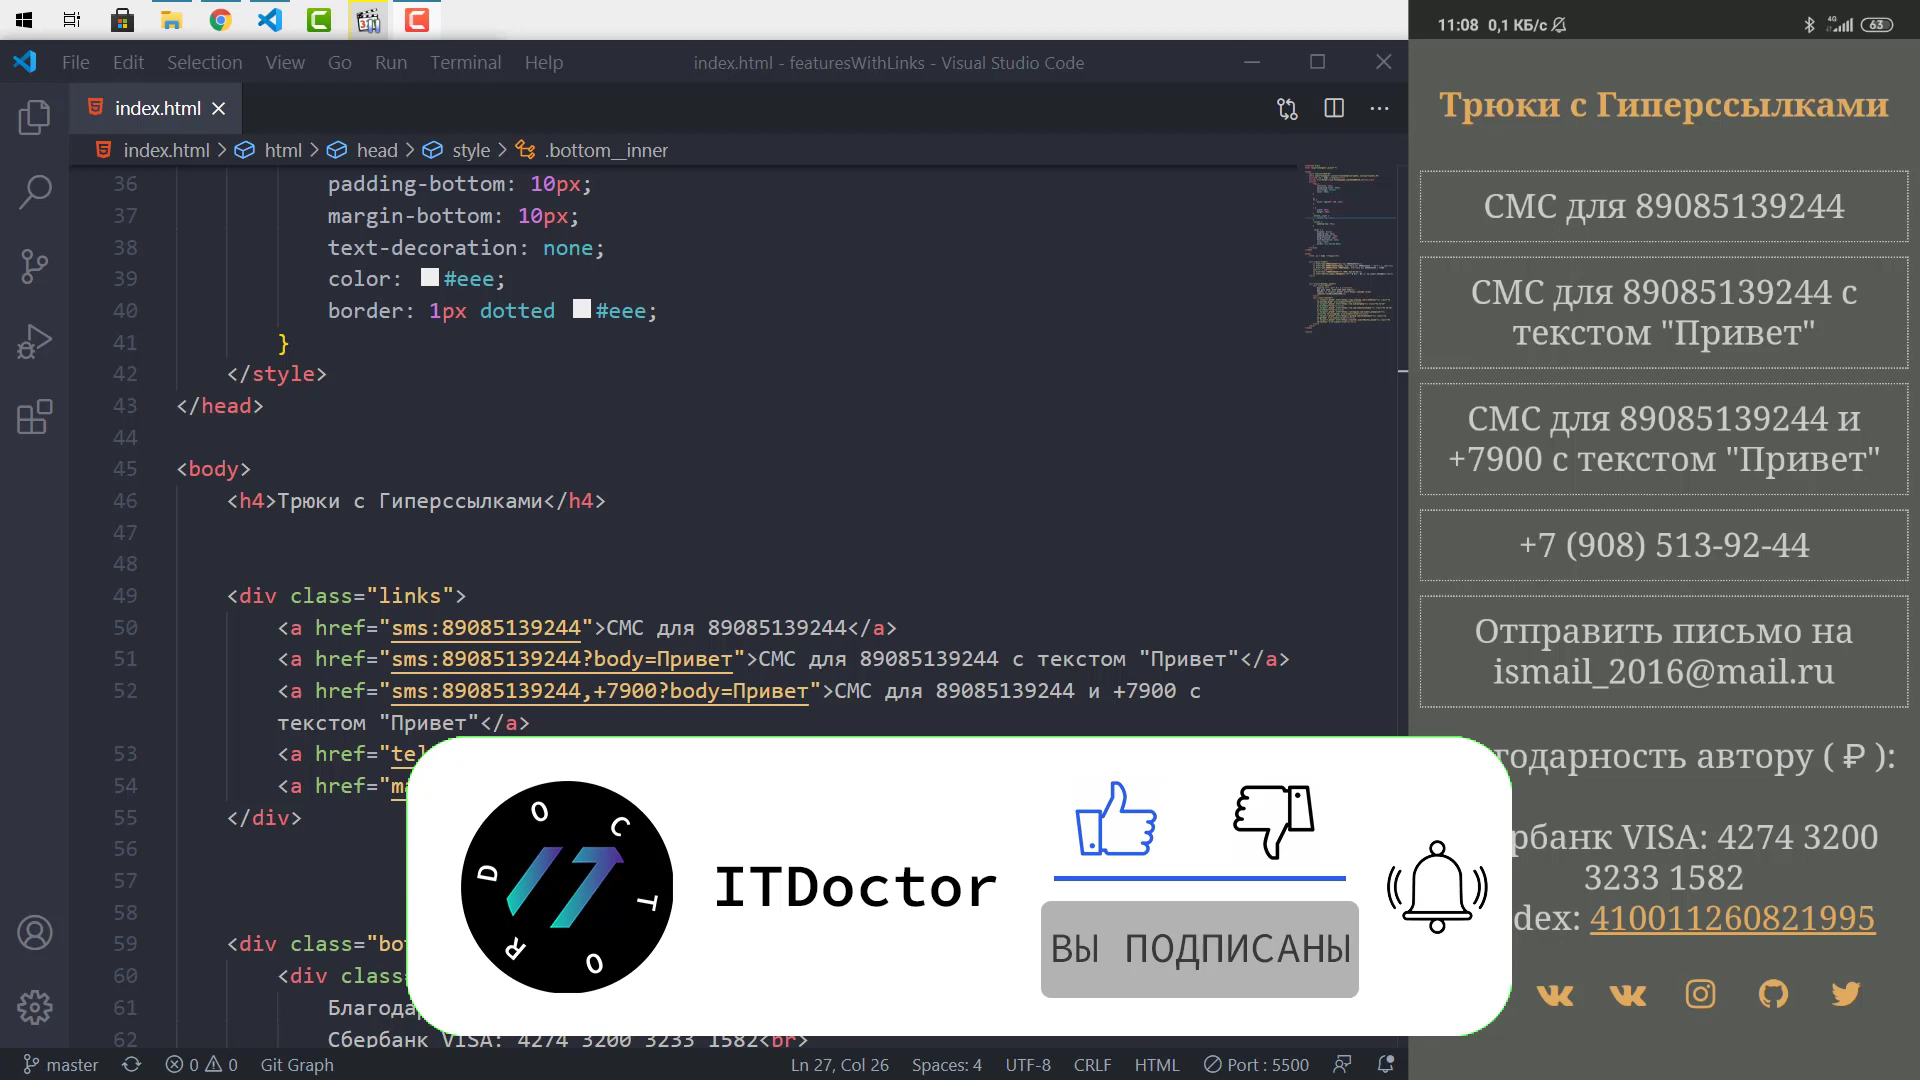 File Edit Selection View Go Run Terminal Help
index.html - featuresWithLinks - Visual Studio Code
index.html
index.html > html > head > style > .bottom__inner
36 padding-bottom: 10px;
37 margin-bottom: 10px;
38 text-decoration: none;
39 color: #eee;
40 border: 1px dotted #eee;
41 }
42 </style>
43 </head>
44
45 <body>
46 <h4>Трюки с Гиперссылками</h4>
47
48
49 <div class="links">
50 <a href="sms:89085139244">СМС для 89085139244</a>
51 <a href="sms:89085139244?body=Привет">СМС для 89085139244 с текстом "Привет"</a>
52 <a href="sms:89085139244,+7900?body=Привет">СМС для 89085139244 и +7900 с
текстом "Привет"</a>
53 <a href="tel
54 <a href="ma
55 </div>
56
57
58
59 <div class="bot
60 <div class=
61 Благода
62 Сбербанк VISA: 4274 3200 3233 1582<br>
master 0 0 Git Graph
Ln 27, Col 26 Spaces: 4 UTF-8 CRLF HTML Port : 5500
DOCTOR
IT
ITDoctor
ВЫ ПОДПИСАНЫ
11:08 0,1 КБ/с 4G 63
Трюки с Гиперссылками
СМС для 89085139244
СМС для 89085139244 с
текстом "Привет"
СМС для 89085139244 и
+7900 с текстом "Привет"
+7 (908) 513-92-44
Отправить письмо на
ismail_2016@mail.ru
годарность автору ( ₽ ):
рбанк VISA: 4274 3200
3233 1582
dex: 410011260821995